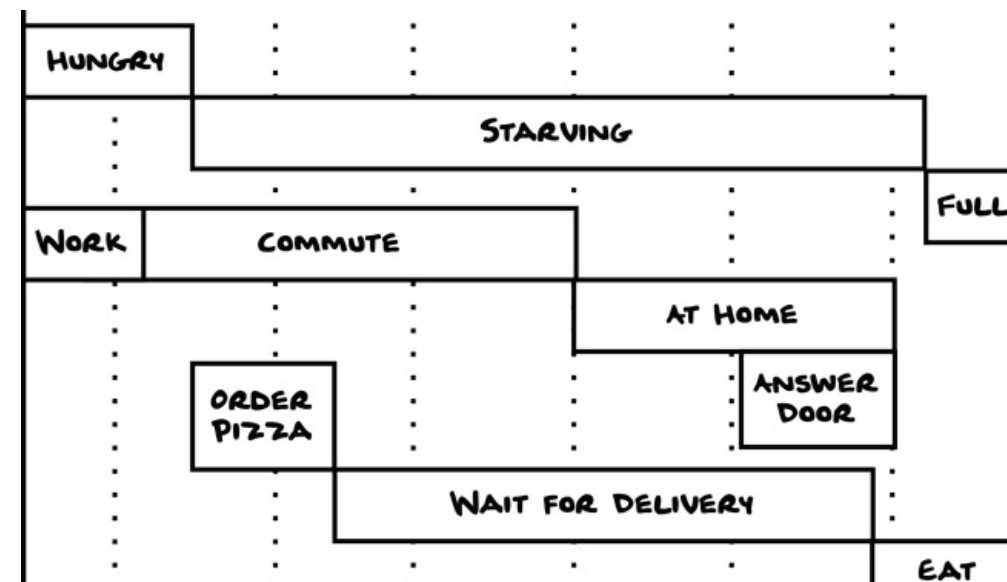 HUNGRY
STARVING
FULL
WORK
COMMUTE
AT HOME
ANSWER
DOOR
ORDER
PIZZA
WAIT FOR DELIVERY
EAT